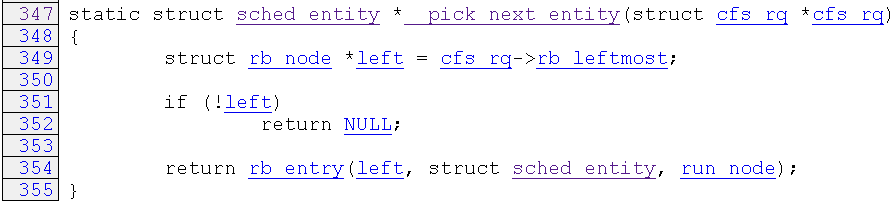 347 static struct sched_entity *__pick_next_entity(struct cfs_rq *cfs_rq)
348 {
349         struct rb_node *left = cfs_rq->rb_leftmost;
350
351         if (!left)
352                 return NULL;
353
354         return rb_entry(left, struct sched_entity, run_node);
355 }